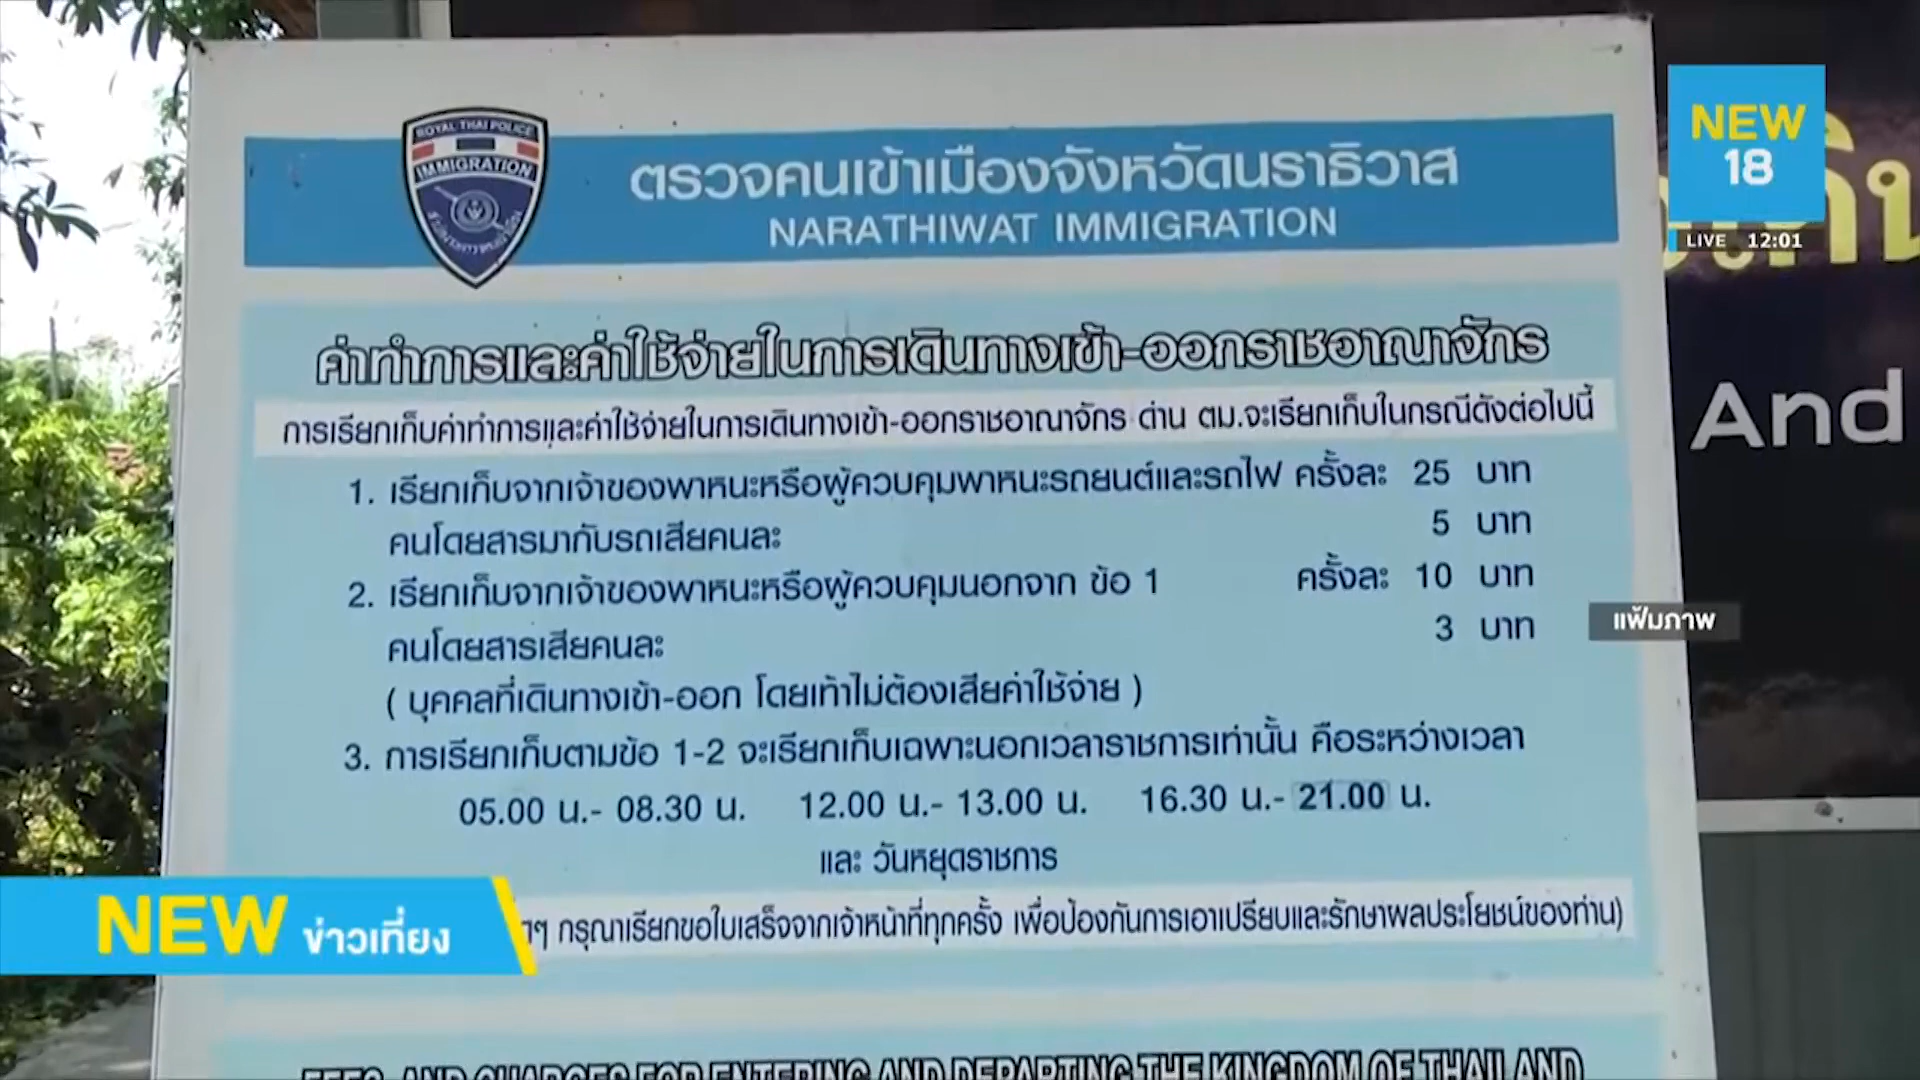 ROYAL THAI POLICE
IMMIGRATION
ตรวจคนเข้าเมืองจังหวัดนราธิวาส
NARATHIWAT IMMIGRATION
NEW
18
LIVE 12:01
And
ค่าทำการและค่าใช้จ่ายในการเดินทางเข้า-ออกราชอาณาจักร
การเรียกเก็บค่าทำการและค่าใช้จ่ายในการเดินทางเข้า-ออกราชอาณาจักร ด่าน ตม.จะเรียกเก็บในกรณีดังต่อไปนี้
1. เรียกเก็บจากเจ้าของพาหนะหรือผู้ควบคุมพาหนะรถยนต์และรถไฟ ครั้งละ 25 บาท
คนโดยสารมากับรถเสียคนละ 5 บาท
2. เรียกเก็บจากเจ้าของพาหนะหรือผู้ควบคุมนอกจาก ข้อ 1 ครั้งละ 10 บาท
คนโดยสารเสียคนละ 3 บาท
( บุคคลที่เดินทางเข้า-ออก โดยเท้าไม่ต้องเสียค่าใช้จ่าย )
3. การเรียกเก็บตามข้อ 1-2 จะเรียกเก็บเฉพาะนอกเวลาราชการเท่านั้น คือระหว่างเวลา
05.00 น.- 08.30 น. 12.00 น.- 13.00 น. 16.30 น.- 21.00 น.
และ วันหยุดราชการ
กรุณาเรียกขอใบเสร็จจากเจ้าหน้าที่ทุกครั้ง เพื่อป้องกันการเอาเปรียบและรักษาผลประโยชน์ของท่าน)
แฟ้มภาพ
NEW ข่าวเที่ยง
FEES AND CHARGES FOR ENTERING AND DEPARTING THE KINGDOM OF THAILAND